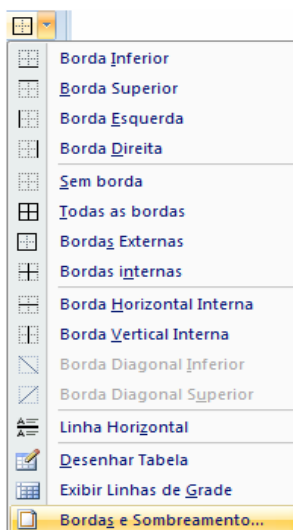 Borda Inferior
Borda Superior
Borda Esquerda
Borda Direita
Sem borda
Todas as bordas
Bordas Externas
Bordas internas
Borda Horizontal Interna
Borda Vertical Interna
Borda Diagonal Inferior
Borda Diagonal Superior
Linha Horizontal
Desenhar Tabela
Exibir Linhas de Grade
Bordas e Sombreamento...